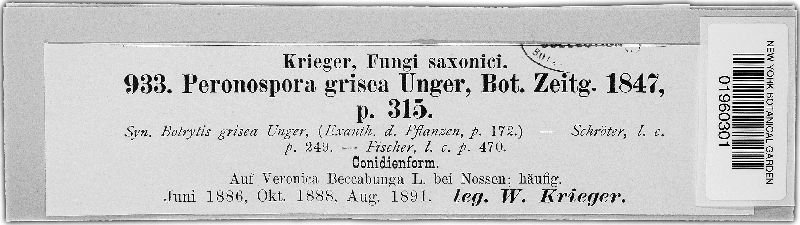 Krieger, Fungi saxonici.
933. Peronospora grisea Unger, Bot. Zeitg. 1847,
p. 315.
Syn. Botrytis grisea Unger, (Exanth. d. Pflanzen, p. 172.) — Schröter, l. c.
p. 249. — Fischer, l. c. p. 470.
Conidienform.
Auf Veronica Beccabunga L. bei Nossen; häufig.
Juni 1886, Okt. 1888, Aug. 1891. leg. W. Krieger.
01960301
NEW YORK BOTANICAL GARDEN